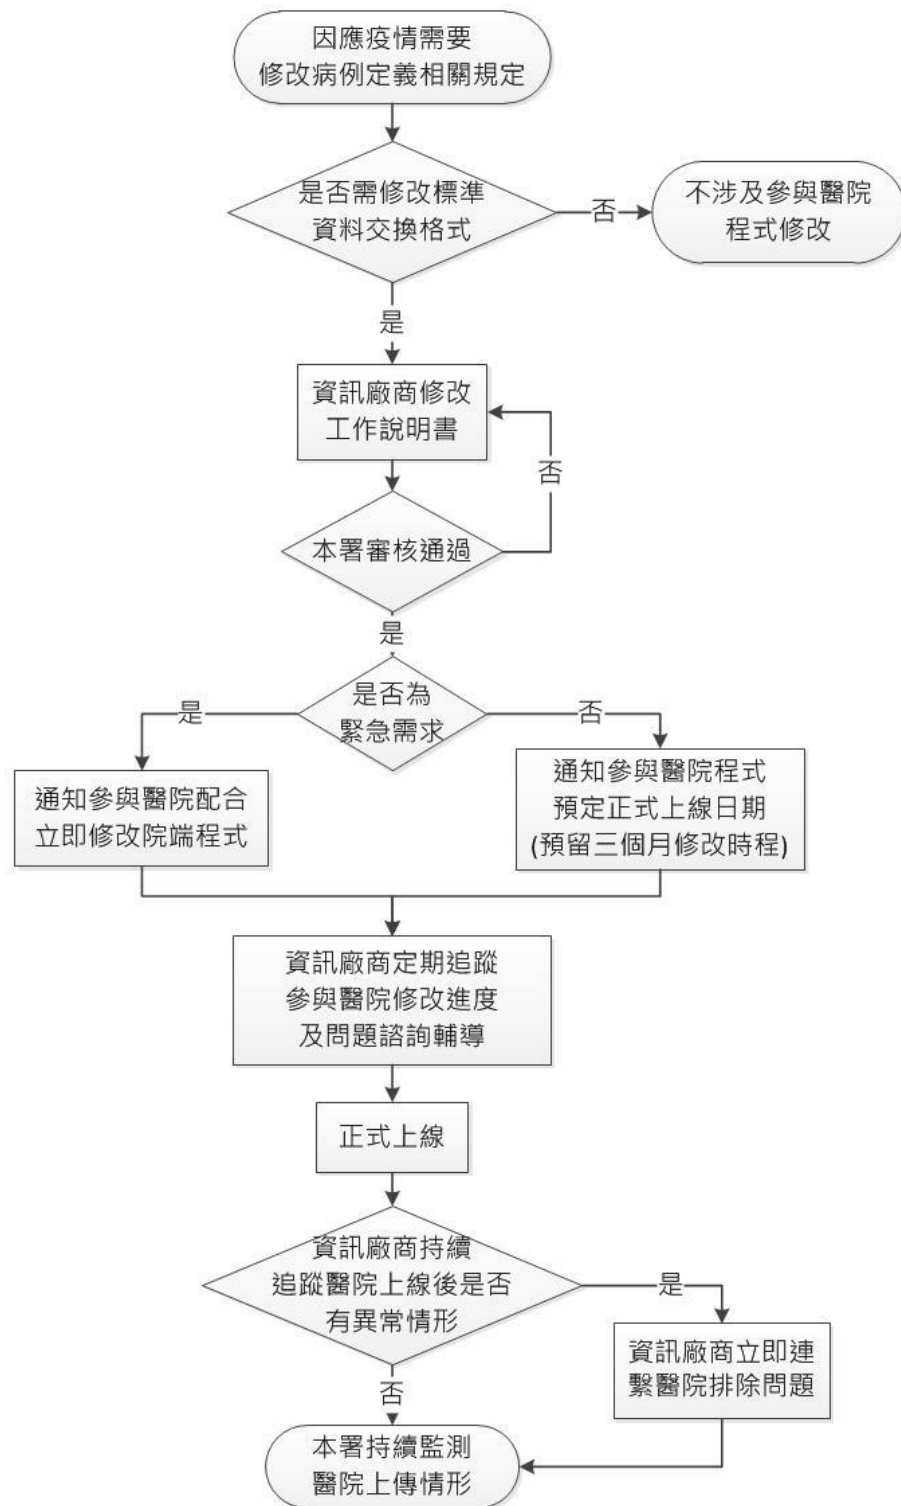 因應疫情需要
修改病例定義相關規定
是否需修改標準
資料交換格式
否
不涉及參與醫院
程式修改
是
資訊廠商修改
工作說明書
否
本署審核通過
是
是否為
緊急需求
是
否
通知參與醫院配合
立即修改院端程式
通知參與醫院程式
預定正式上線日期
(預留三個月修改時程)
資訊廠商定期追蹤
參與醫院修改進度
及問題諮詢輔導
正式上線
資訊廠商持續
追蹤醫院上線後是否
有異常情形
是
資訊廠商立即連
繫醫院排除問題
否
本署持續監測
醫院上傳情形